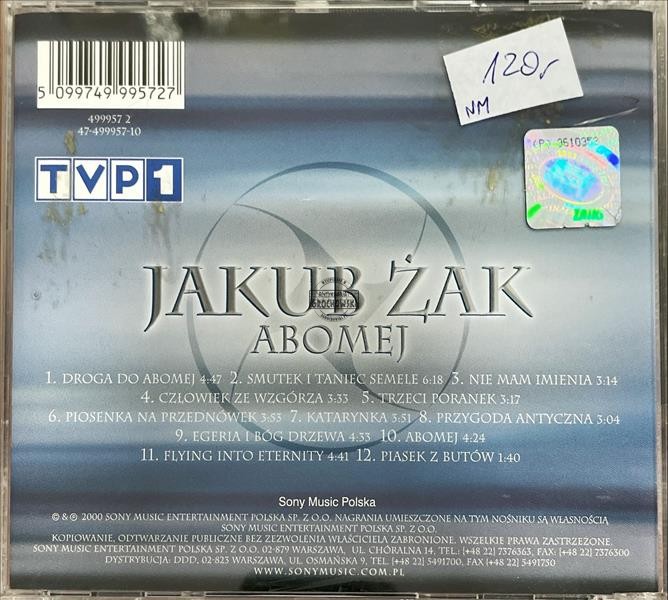 120,-
NM
5 099749 995727
499957 2
47-499957-10
TVP1
ZAIKS
JAKUB ŻAK
GROCHOWSKI
ABOMEJ
1. DROGA DO ABOMEJ 4:47 2. SMUTEK I TANIEC SEMELE 6:18 3. NIE MAM IMIENIA 3:14
4. CZŁOWIEK ZE WZGÓRZA 3:33 5. TRZECI PORANEK 3:17
6. PIOSENKA NA PRZEDNÓWEK 3:53 7. KATARYNKA 3:51 8. PRZYGODA ANTYCZNA 3:04
9. EGERIA I BÓG DRZEWA 4:33 10. ABOMEJ 4:24
11. FLYING INTO ETERNITY 4:41 12. PIASEK Z BUTÓW 1:40
Sony Music Polska
© & ℗ 2000 SONY MUSIC ENTERTAINMENT POLSKA SP. Z O.O. NAGRANIA UMIESZCZONE NA TYM NOŚNIKU SĄ WŁASNOŚCIĄ
SONY MUSIC ENTERTAINMENT POLSKA SP. Z O.O.
KOPIOWANIE, ODTWARZANIE PUBLICZNE BEZ ZEZWOLENIA WŁAŚCICIELA ZABRONIONE. WSZELKIE PRAWA ZASTRZEŻONE.
SONY MUSIC ENTERTAINMENT POLSKA SP. Z O.O. 02-879 WARSZAWA, UL. CHÓRALNA 14, TEL.: (+48 22) 7376363, FAX: (+48 22) 7376300
DYSTRYBUCJA: DDD, 02-823 WARSZAWA, UL. OSMAŃSKA 9, TEL. (+48 22) 5491700, FAX (+48 22) 5491750
WWW.SONYMUSIC.COM.PL